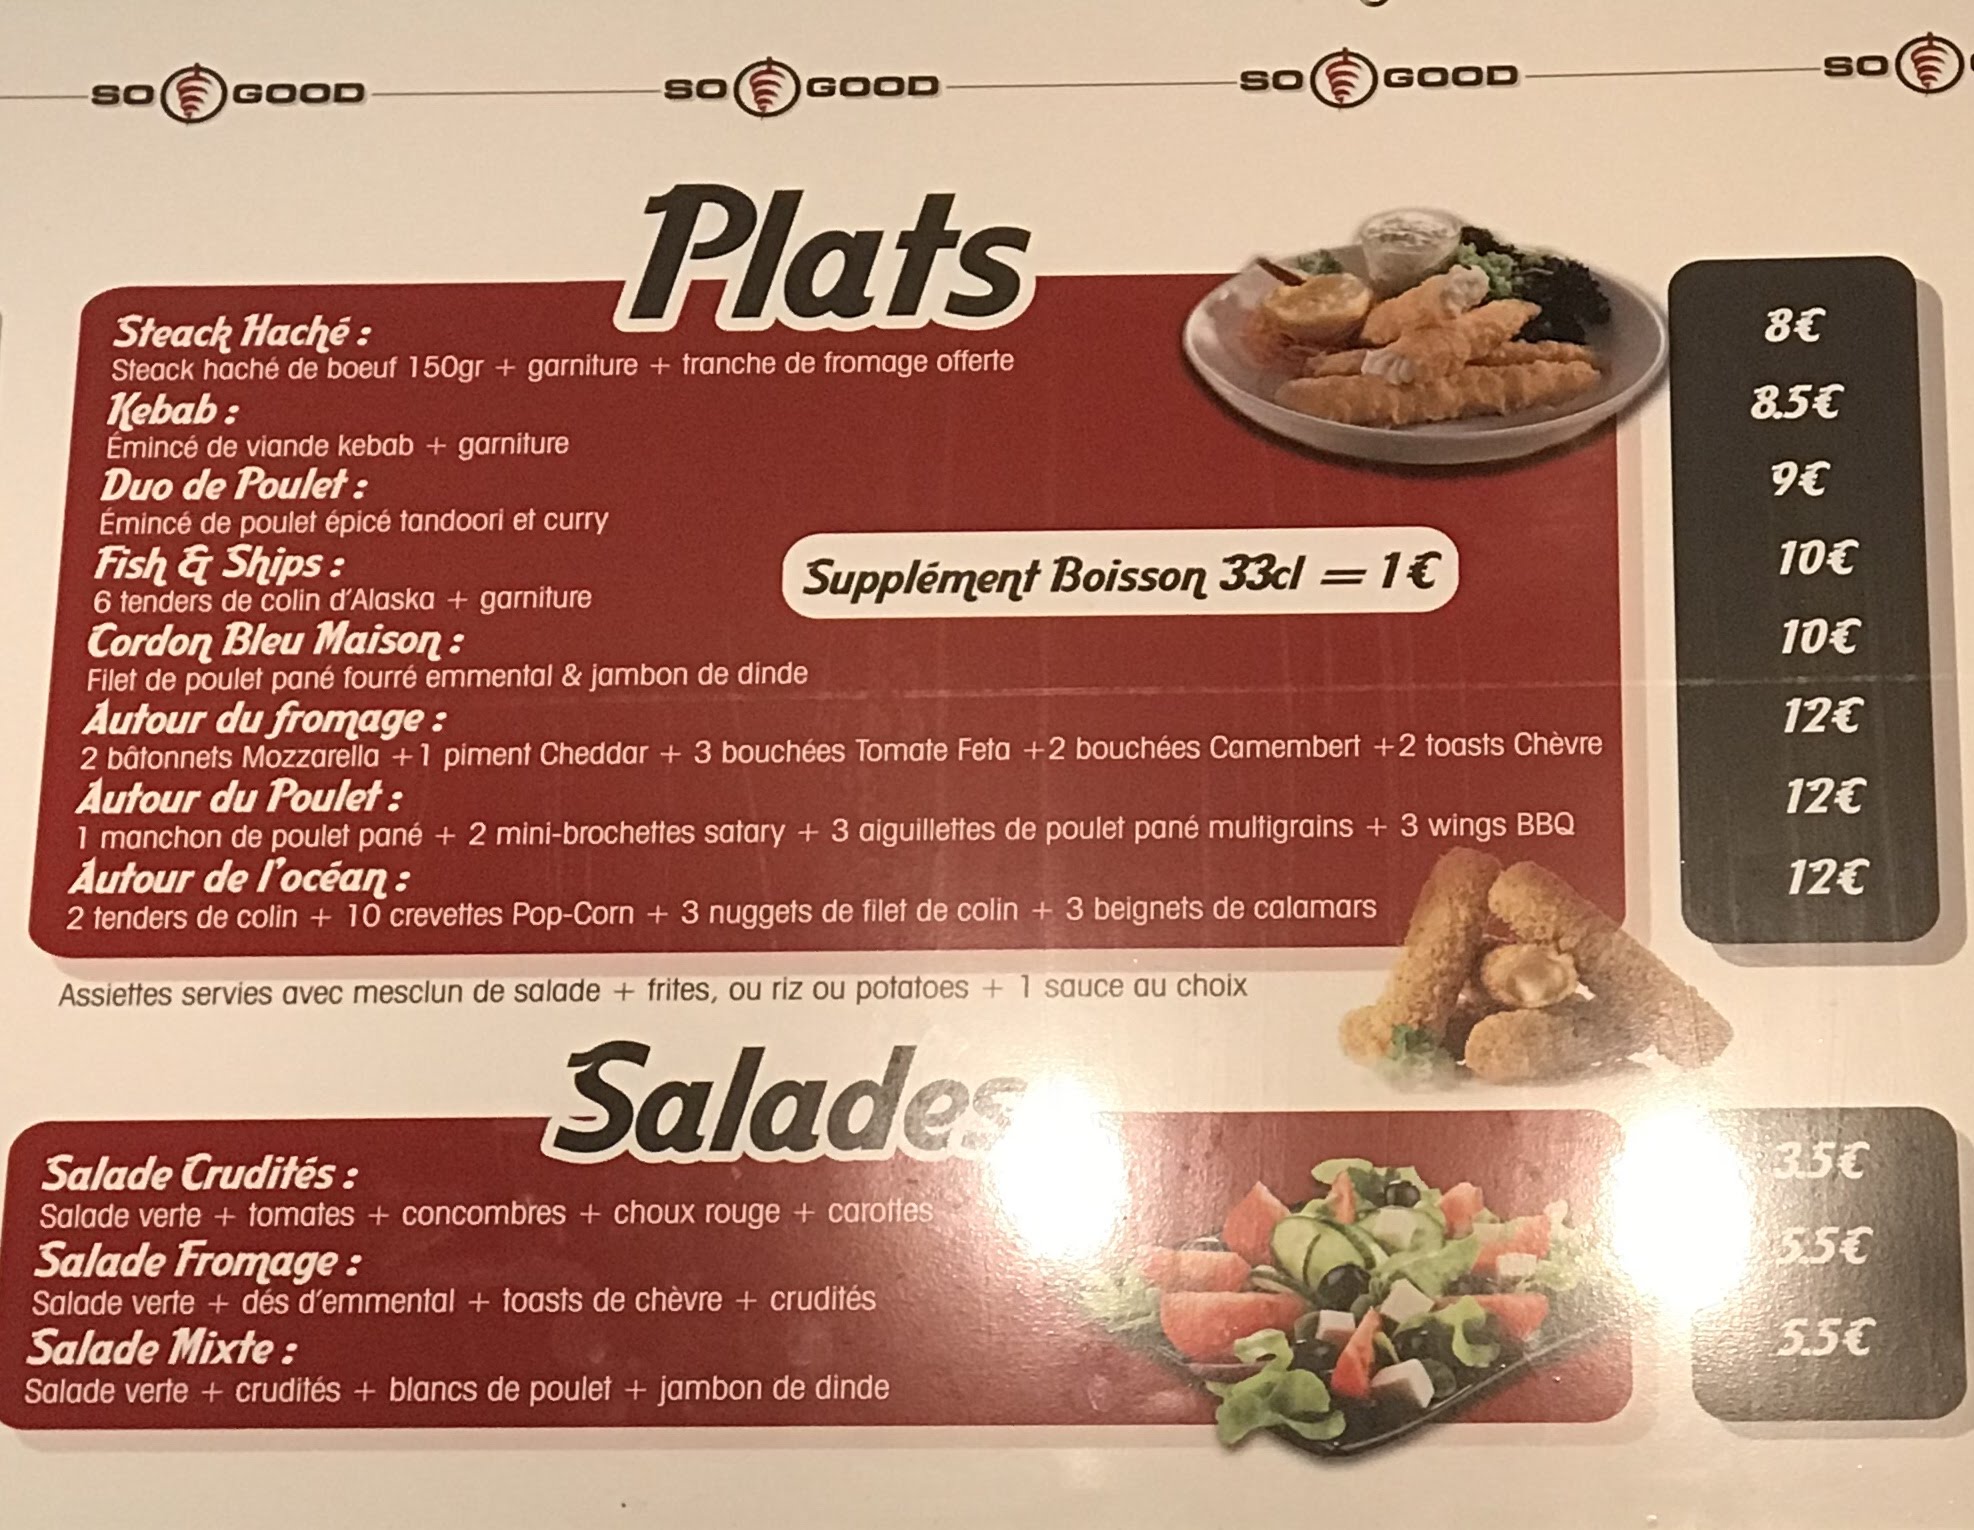 SO GOOD SO GOOD SO GOOD SO
Plats
Steack Haché : 8€
Steack haché de boeuf 150gr + garniture + tranche de fromage offerte
Kebab : 8.5€
Émincé de viande kebab + garniture
Duo de Poulet : 9€
Émincé de poulet épicé tandoori et curry
Fish & Ships : 10€
6 tenders de colin d'Alaska + garniture
Supplément Boisson 33cl = 1€
Cordon Bleu Maison : 10€
Filet de poulet pané fourré emmental & jambon de dinde
Autour du fromage : 12€
2 bâtonnets Mozzarella +1 piment Cheddar + 3 bouchées Tomate Feta +2 bouchées Camembert +2 toasts Chèvre
Autour du Poulet : 12€
1 manchon de poulet pané + 2 mini-brochettes satary + 3 aiguillettes de poulet pané multigrains + 3 wings BBQ
Autour de l'océan : 12€
2 tenders de colin + 10 crevettes Pop-Corn + 3 nuggets de filet de colin + 3 beignets de calamars
Assiettes servies avec mesclun de salade + frites, ou riz ou potatoes + 1 sauce au choix
Salades
Salade Crudités : 3.5€
Salade verte + tomates + concombres + choux rouge + carottes
Salade Fromage : 5.5€
Salade verte + dés d'emmental + toasts de chèvre + crudités
Salade Mixte : 5.5€
Salade verte + crudités + blancs de poulet + jambon de dinde